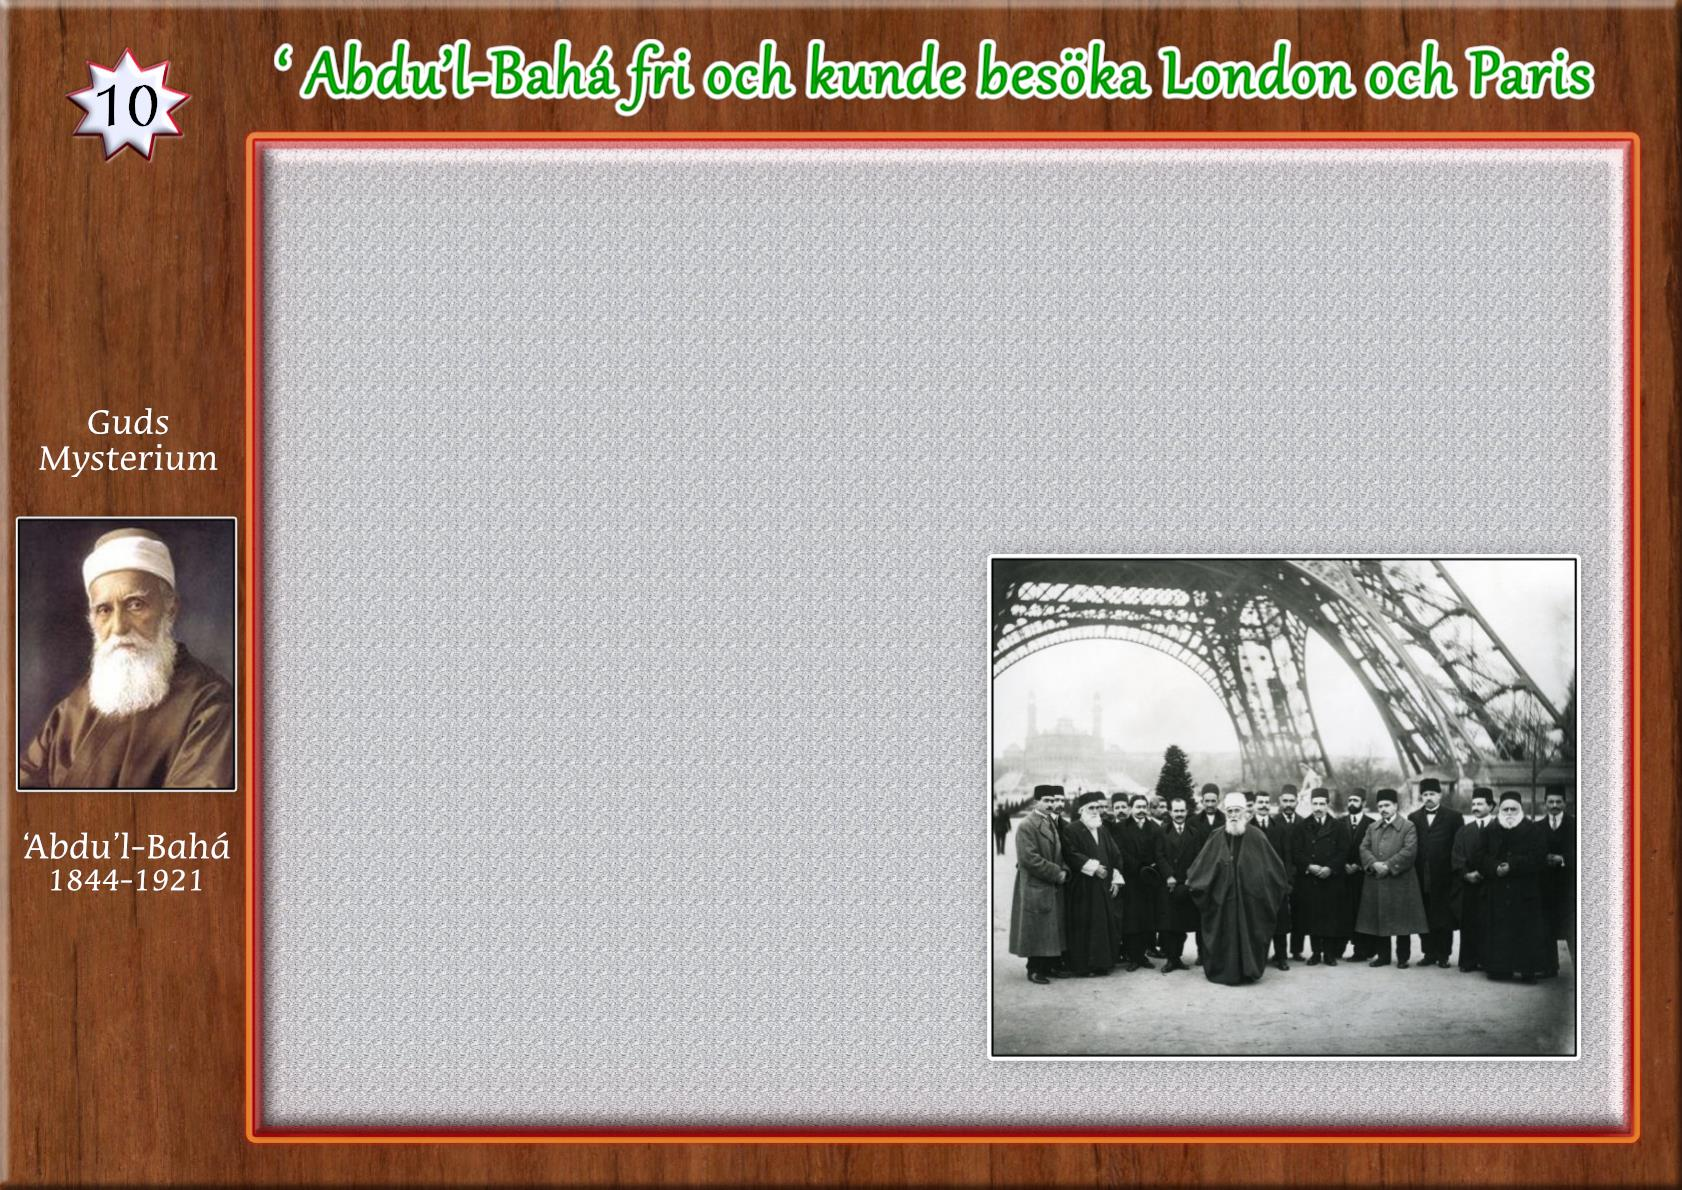 10
‘ Abdu’l-Bahá fri och kunde besöka London och Paris
Guds
Mysterium
‘Abdu’l-Bahá
1844-1921